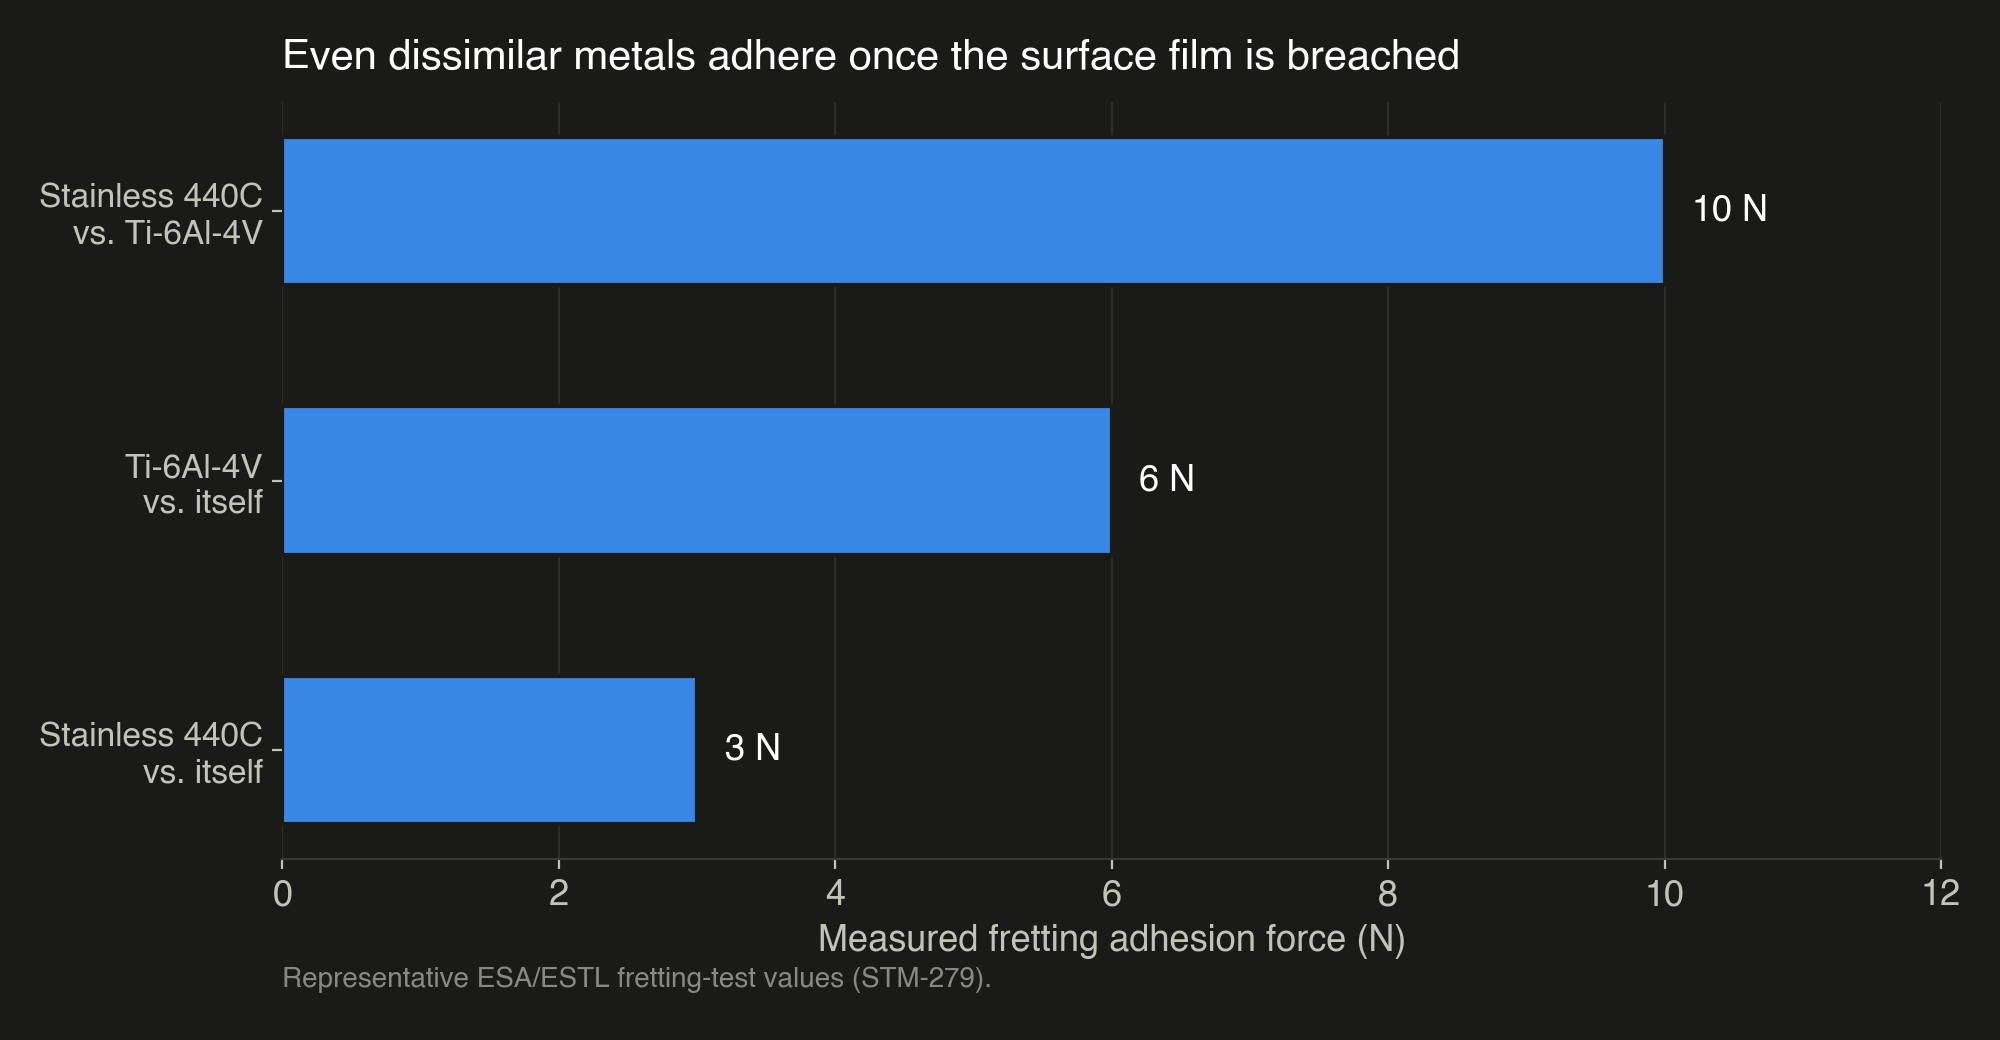 Even dissimilar metals adhere once the surface film is breached
Stainless 440C
vs. Ti-6Al-4V
10 N
Ti-6Al-4V
vs. itself
6 N
Stainless 440C
vs. itself
3 N
0 2 4 6 8 10 12
Measured fretting adhesion force (N)
Representative ESA/ESTL fretting-test values (STM-279).